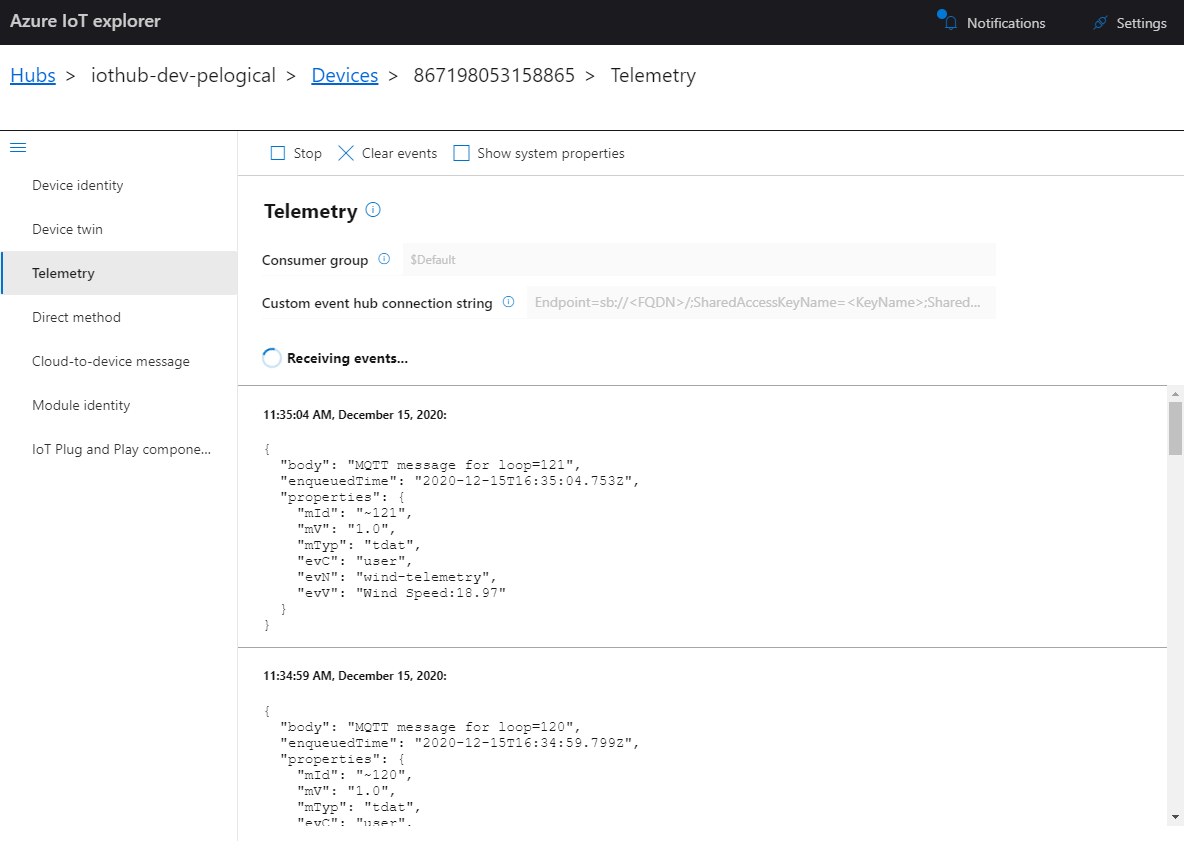 Azure IoT explorer
Notifications
Settings
Hubs > iothub-dev-pelogical > Devices > 867198053158865 > Telemetry
Device identity
Device twin
Telemetry
Direct method
Cloud-to-device message
Module identity
IoT Plug and Play compone...
Stop
Clear events
Show system properties
Telemetry
Consumer group
$Default
Custom event hub connection string
Endpoint=sb://<FQDN>/;SharedAccessKeyName=<KeyName>;Shared...
Receiving events...
11:35:04 AM, December 15, 2020:
{
"body": "MQTT message for loop=121",
"enqueuedTime": "2020-12-15T16:35:04.753Z",
"properties": {
"mId": "~121",
"mV": "1.0",
"mTyp": "tdat",
"evC": "user",
"evN": "wind-telemetry",
"evV": "Wind Speed:18.97"
}
}
11:34:59 AM, December 15, 2020:
{
"body": "MQTT message for loop=120",
"enqueuedTime": "2020-12-15T16:34:59.799Z",
"properties": {
"mId": "~120",
"mV": "1.0",
"mTyp": "tdat",
"evC": "user",